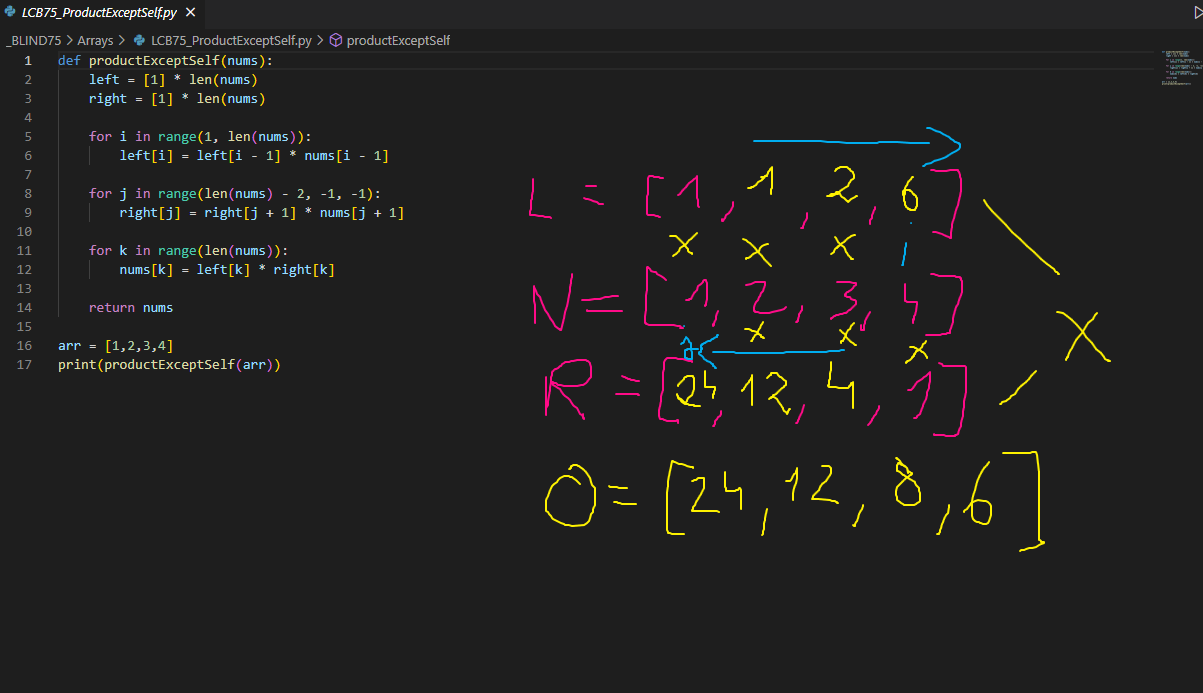 LCB75_ProductExceptSelf.py
_BLIND75 > Arrays > LCB75_ProductExceptSelf.py > productExceptSelf
1 def productExceptSelf(nums):
2 left = [1] * len(nums)
3 right = [1] * len(nums)
4
5 for i in range(1, len(nums)):
6 left[i] = left[i - 1] * nums[i - 1]
7
8 for j in range(len(nums) - 2, -1, -1):
9 right[j] = right[j + 1] * nums[j + 1]
10
11 for k in range(len(nums)):
12 nums[k] = left[k] * right[k]
13
14 return nums
15
16 arr = [1,2,3,4]
17 print(productExceptSelf(arr))
L = [1, 1, 2, 6]
x x x
N = [1, 2, 3, 4]
x x x
R = [24, 12, 4, 1]
x
O = [24, 12, 8, 6]